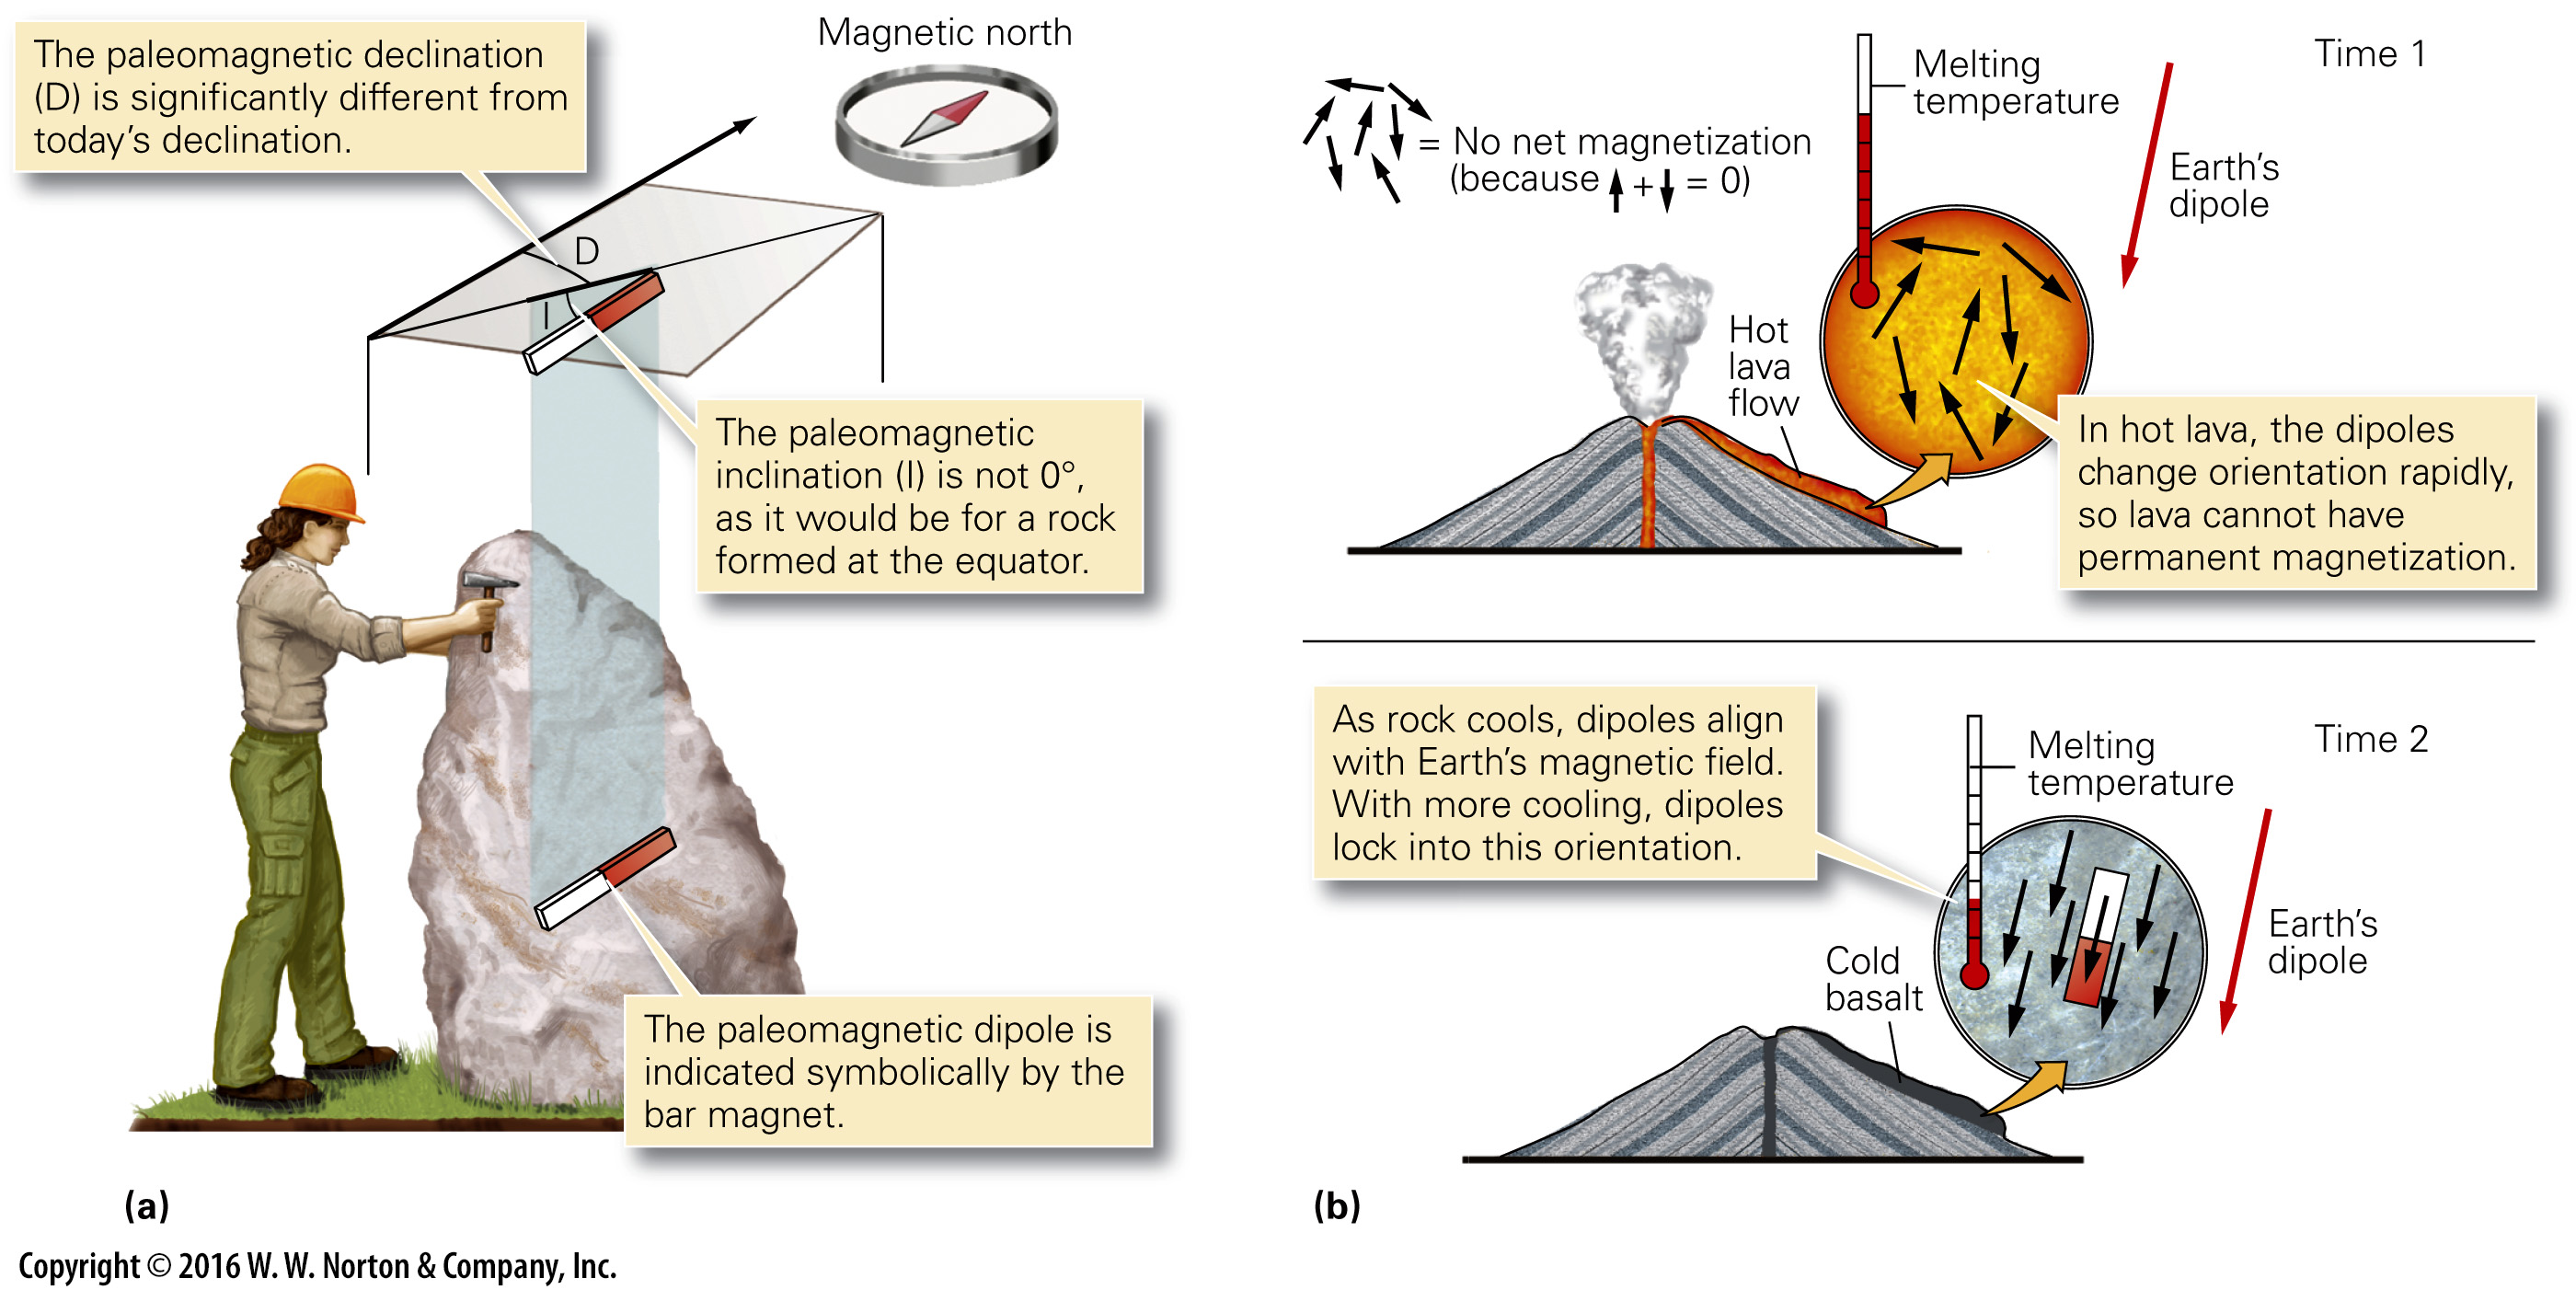 The paleomagnetic declination
(D) is significantly different from
today's declination.
Magnetic north
D
I
The paleomagnetic
inclination (I) is not 0°,
as it would be for a rock
formed at the equator.
The paleomagnetic dipole is
indicated symbolically by the
bar magnet.
(a)
Time 1
Melting
temperature
= No net magnetization
(because + = 0)
Earth's
dipole
Hot
lava
flow
In hot lava, the dipoles
change orientation rapidly,
so lava cannot have
permanent magnetization.
As rock cools, dipoles align
with Earth's magnetic field.
With more cooling, dipoles
lock into this orientation.
Time 2
Melting
temperature
Earth's
dipole
Cold
basalt
(b)
Copyright © 2016 W. W. Norton & Company, Inc.